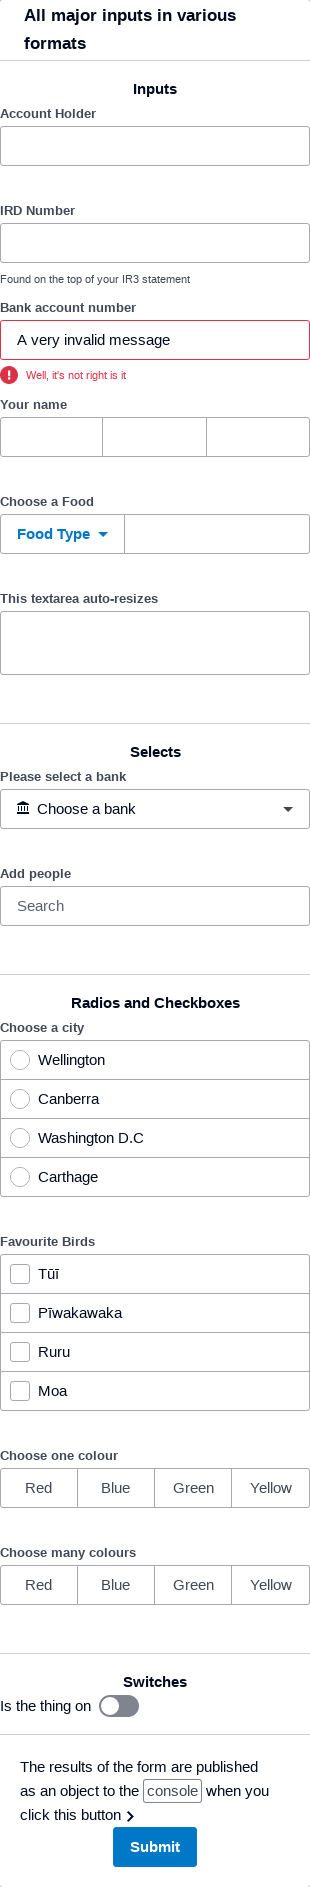 All major inputs in various
formats
Inputs
Account Holder
IRD Number
Found on the top of your IR3 statement
Bank account number
A very invalid message
Well, it's not right is it
Your name
Choose a Food
Food Type
This textarea auto-resizes
Selects
Please select a bank
Choose a bank
Add people
Search
Radios and Checkboxes
Choose a city
Wellington
Canberra
Washington D.C
Carthage
Favourite Birds
Tūī
Pīwakawaka
Ruru
Moa
Choose one colour
Red Blue Green Yellow
Choose many colours
Red Blue Green Yellow
Switches
Is the thing on
The results of the form are published
as an object to the console when you
click this button
Submit